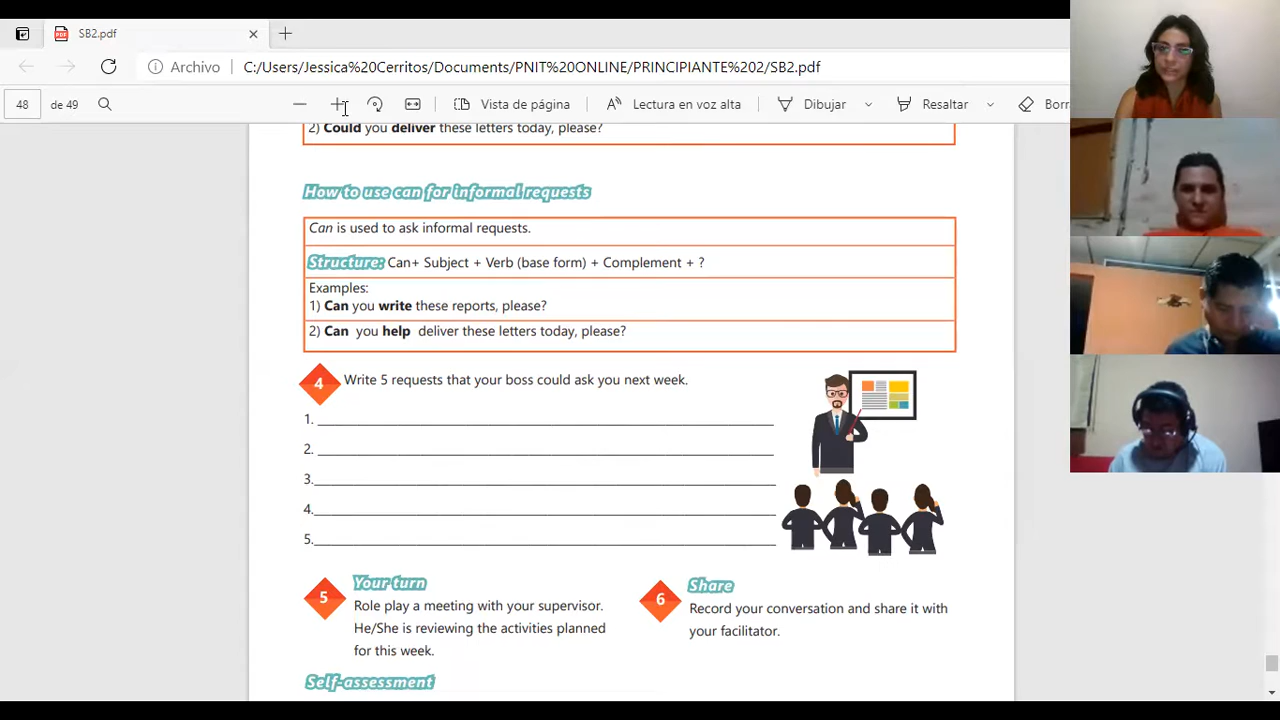 SB2.pdf
Archivo
C:/Users/Jessica%20Cerritos/Documents/PNIT%20ONLINE/PRINCIPIANTE%202/SB2.pdf
48 de 49
Vista de página
Lectura en voz alta
Dibujar
Resaltar
Borr
2) Could you deliver these letters today, please?
How to use can for informal requests
Can is used to ask informal requests.
Structure: Can+ Subject + Verb (base form) + Complement + ?
Examples:
1) Can you write these reports, please?
2) Can you help deliver these letters today, please?
4 Write 5 requests that your boss could ask you next week.
1. ____
2. ____
3. ____
4. ____
5. ____
5 Your turn
Role play a meeting with your supervisor.
He/She is reviewing the activities planned
for this week.
6 Share
Record your conversation and share it with
your facilitator.
Self-assessment